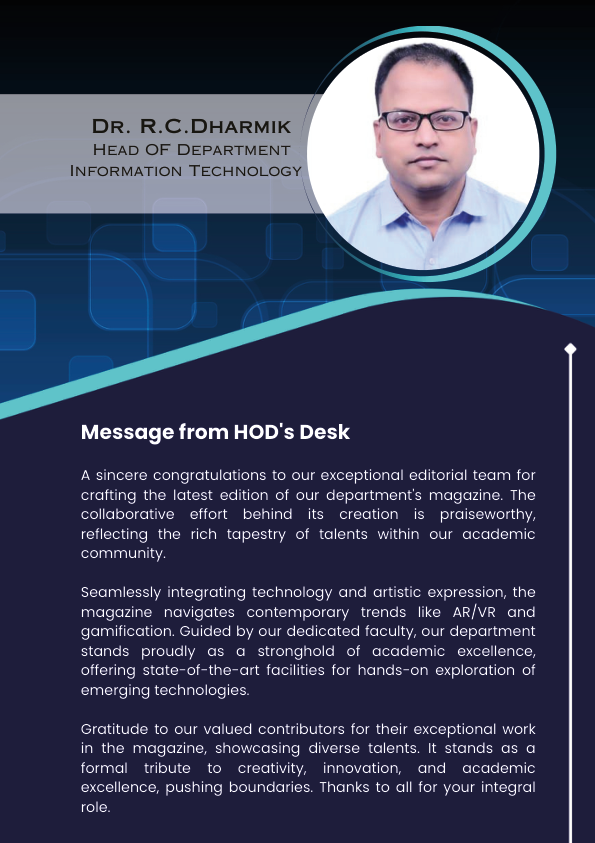 Dr. R.C.Dharmik
Head OF Department
Information Technology
Message from HOD's Desk
A sincere congratulations to our exceptional editorial team for
crafting the latest edition of our department's magazine. The
collaborative effort behind its creation is praiseworthy,
reflecting the rich tapestry of talents within our academic
community.
Seamlessly integrating technology and artistic expression, the
magazine navigates contemporary trends like AR/VR and
gamification. Guided by our dedicated faculty, our department
stands proudly as a stronghold of academic excellence,
offering state-of-the-art facilities for hands-on exploration of
emerging technologies.
Gratitude to our valued contributors for their exceptional work
in the magazine, showcasing diverse talents. It stands as a
formal tribute to creativity, innovation, and academic
excellence, pushing boundaries. Thanks to all for your integral
role.